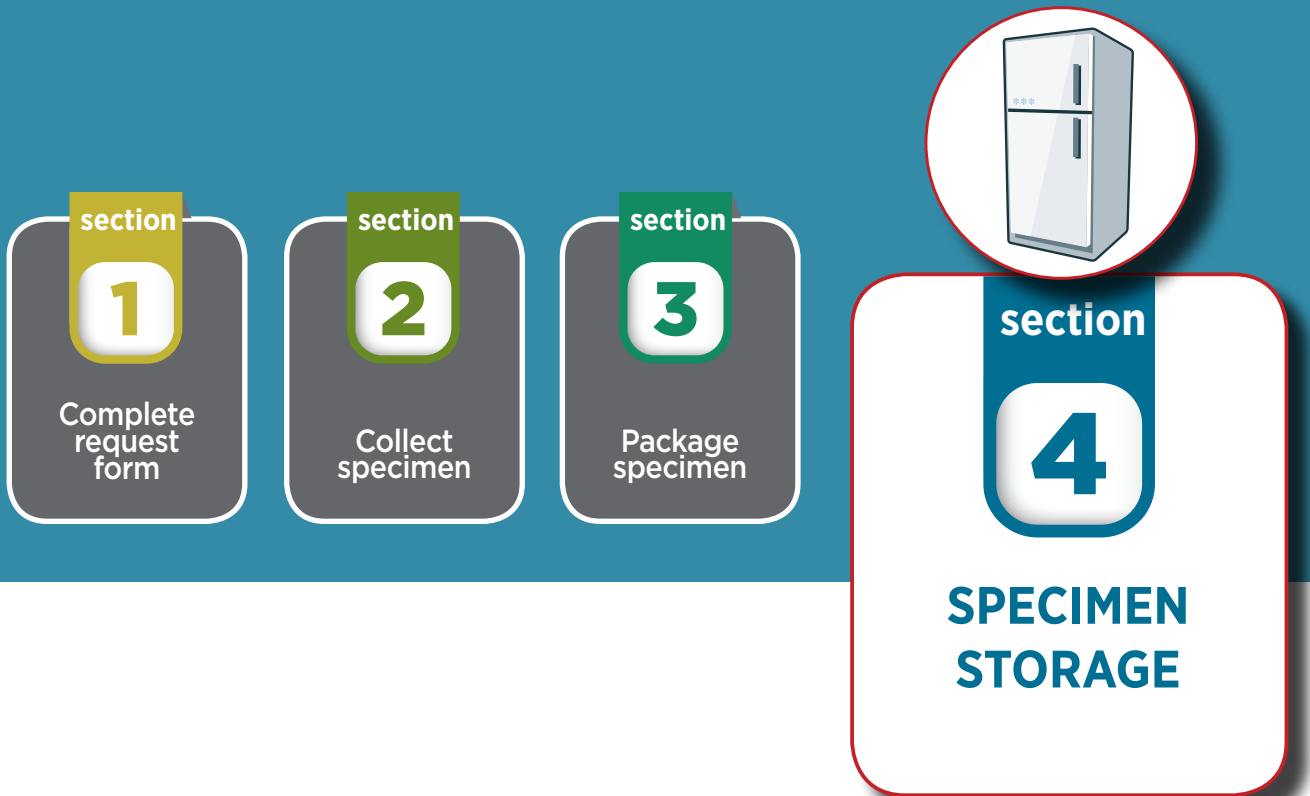 section
1
Complete
request
form
section
2
Collect
specimen
section
3
Package
specimen
section
4
SPECIMEN
STORAGE